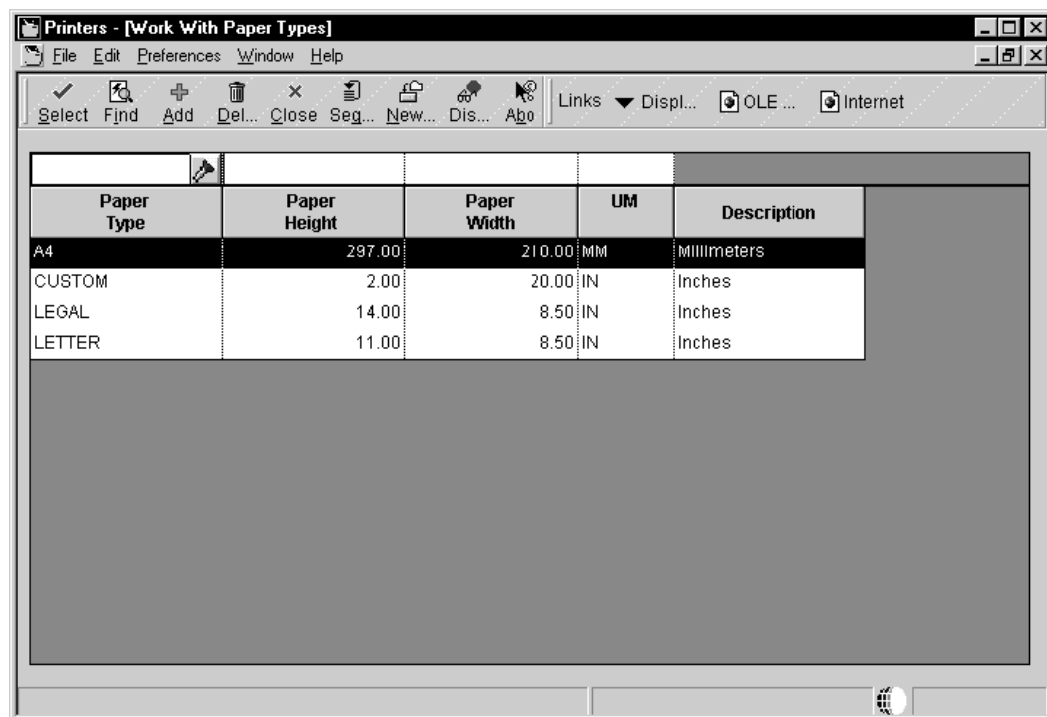 Printers - [Work With Paper Types]
File Edit Preferences Window Help
Select Find Add Del... Close Seq... New... Dis... Abo Links Displ... OLE ... Internet
Paper Type Paper Height Paper Width UM Description
A4 297.00 210.00 MM Millimeters
CUSTOM 2.00 20.00 IN Inches
LEGAL 14.00 8.50 IN Inches
LETTER 11.00 8.50 IN Inches